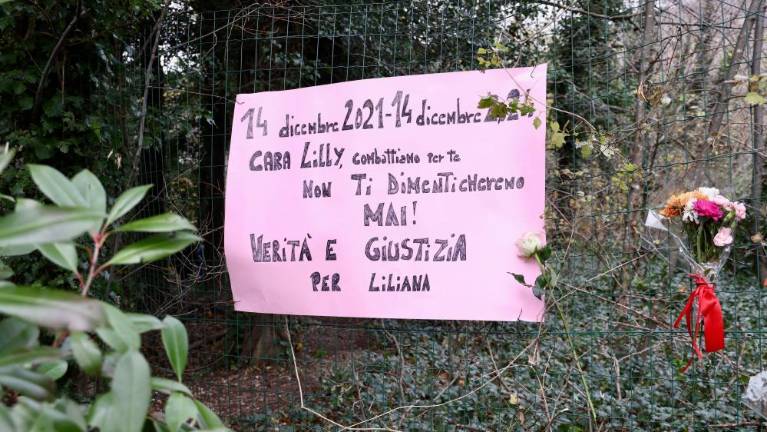 14 dicembre 2021-14 dicembre
CARA LILLY, combattiamo per te
NON TI DIMENTICHEREMO
MAI!
VERITÀ E GIUSTIZIA
PER LILIANA